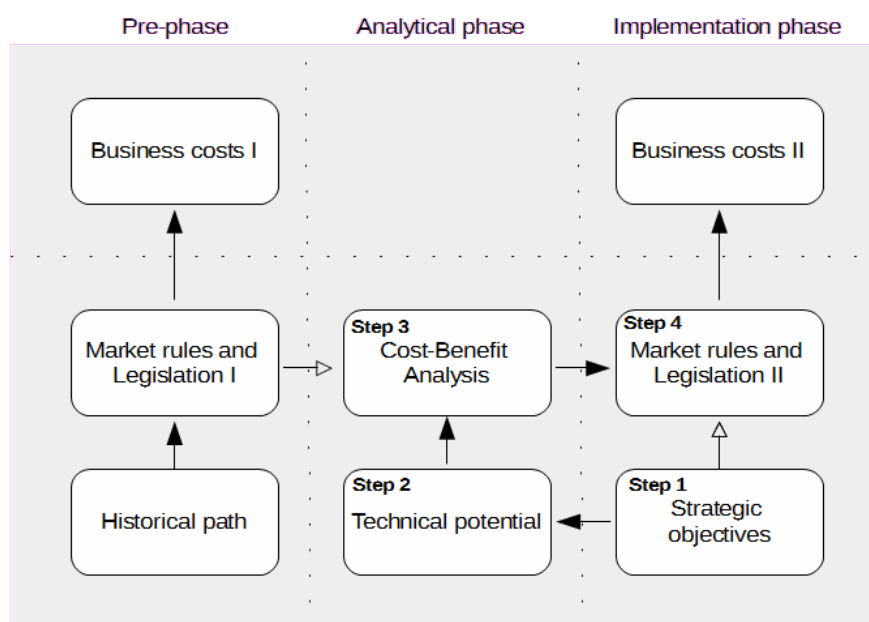 Pre-phase
Analytical phase
Implementation phase
Business costs I
Business costs II
Market rules and
Legislation I
Step 3
Cost-Benefit
Analysis
Step 4
Market rules and
Legislation II
Historical path
Step 2
Technical potential
Step 1
Strategic
objectives